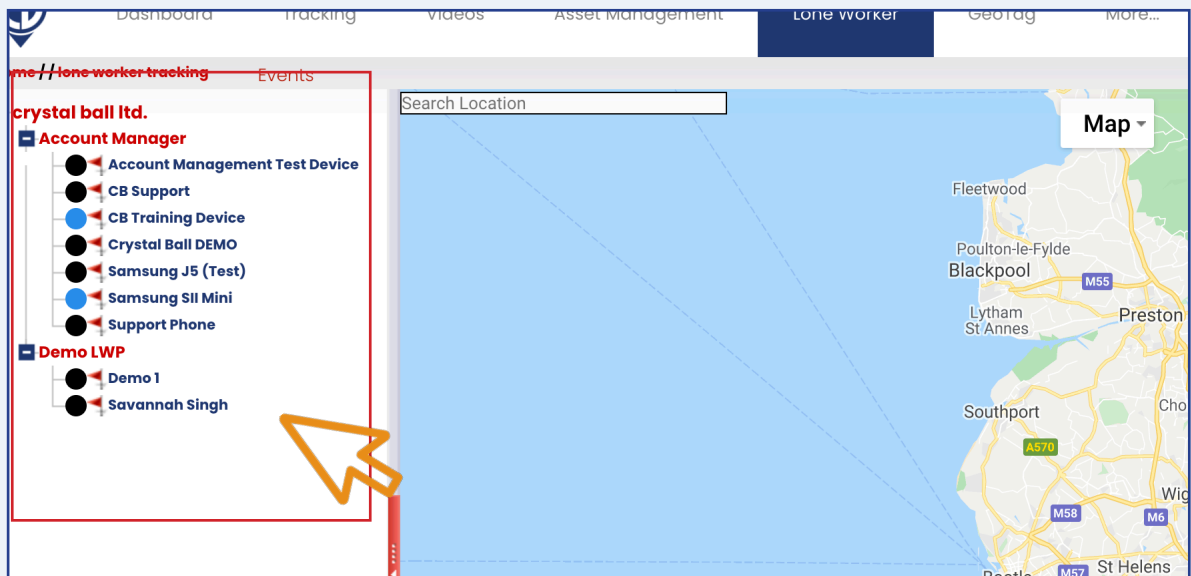 Dashboard Tracking Videos Asset Management Lone Worker GeoTag More...
me // lone worker tracking Events
crystal ball ltd.
Account Manager
Account Management Test Device
CB Support
CB Training Device
Crystal Ball DEMO
Samsung J5 (Test)
Samsung SII Mini
Support Phone
Demo LWP
Demo 1
Savannah Singh
Search Location
Map
Fleetwood
Poulton-le-Fylde
Blackpool
M55
Lytham
St Annes
Preston
Southport
Cho
A570
Wig
M58
M6
Bootle
M57
St Helens